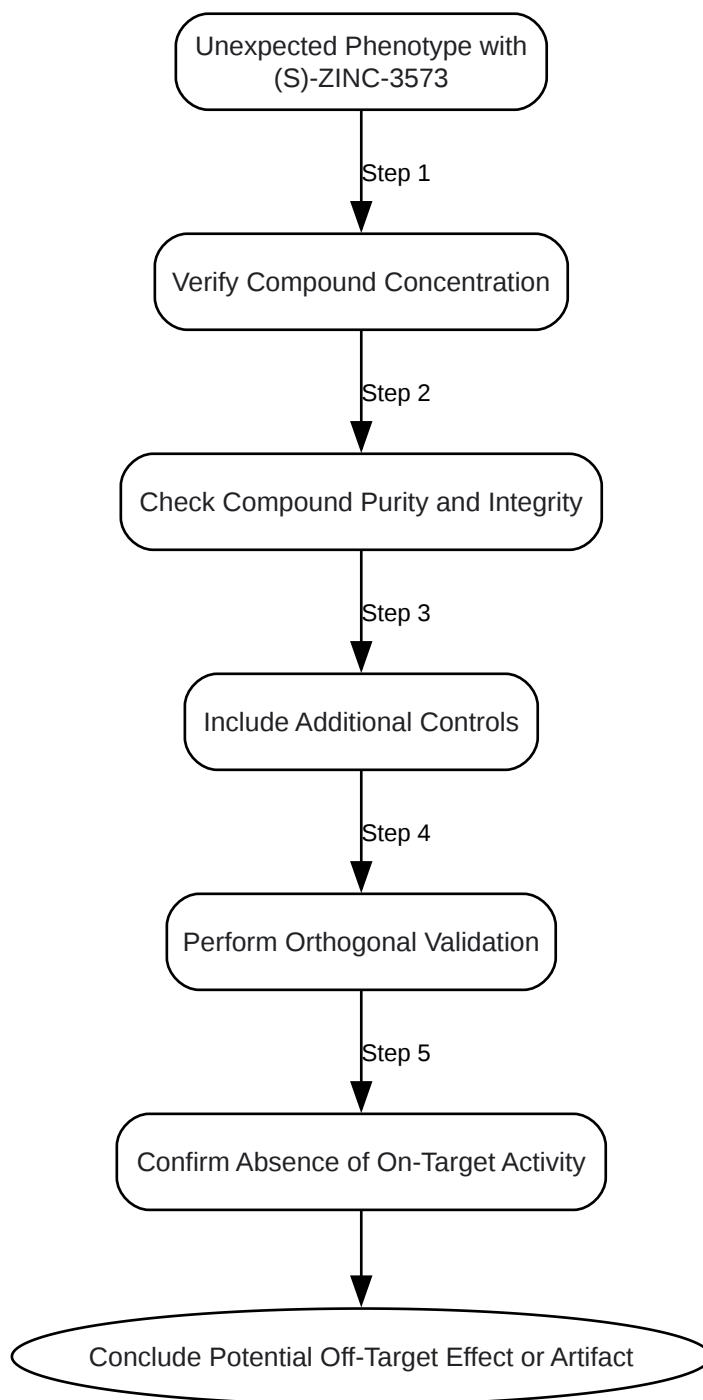 Unexpected Phenotype with
(S)-ZINC-3573
Step 1
Verify Compound Concentration
Step 2
Check Compound Purity and Integrity
Step 3
Include Additional Controls
Step 4
Perform Orthogonal Validation
Step 5
Confirm Absence of On-Target Activity
Conclude Potential Off-Target Effect or Artifact